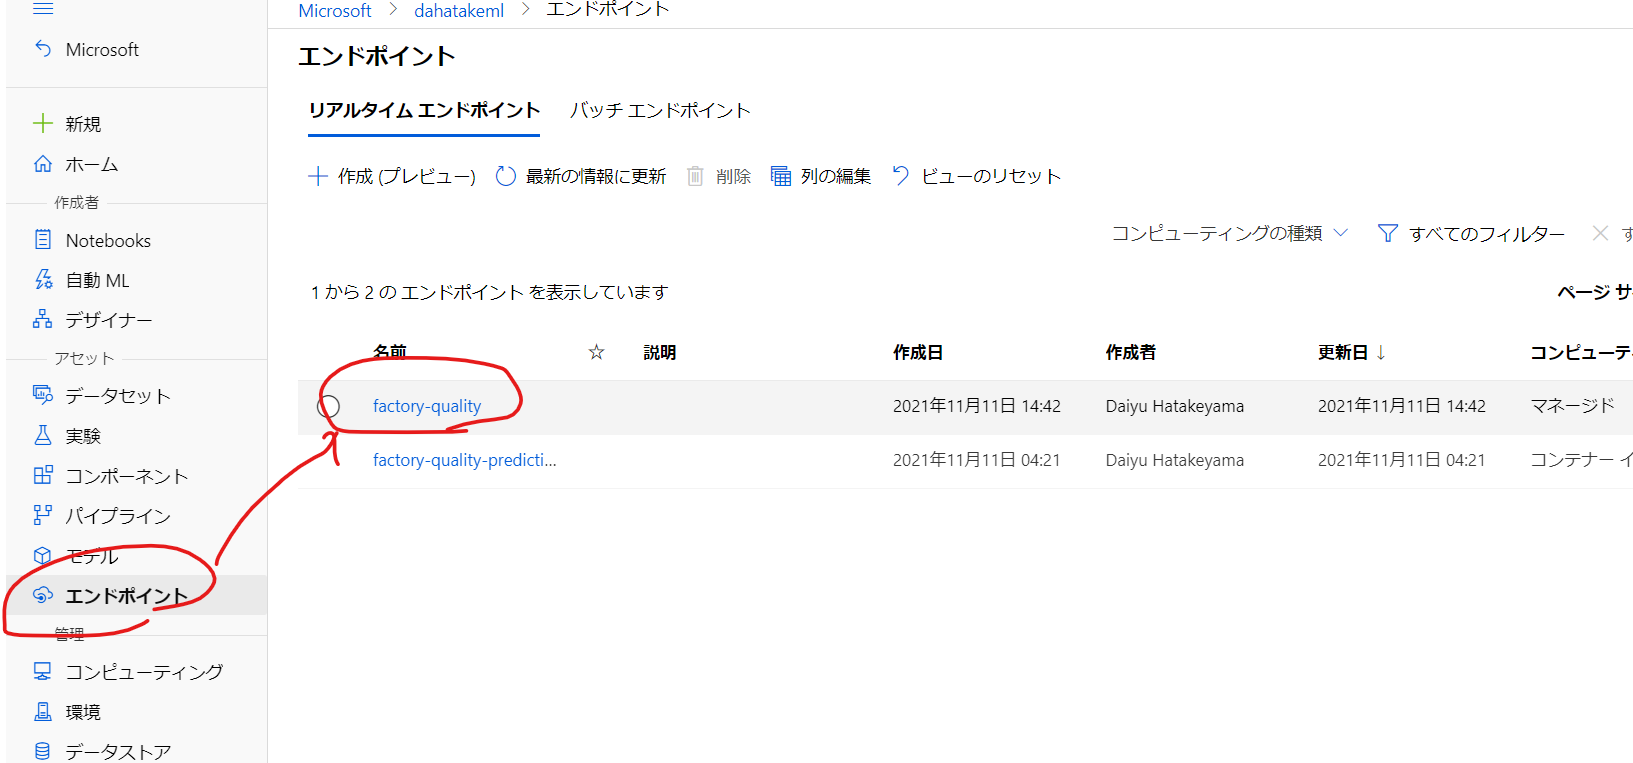 Microsoft > dahatakeml > エンドポイント
Microsoft
新規
ホーム
作成者
Notebooks
自動 ML
デザイナー
アセット
データセット
実験
コンポーネント
パイプライン
モデル
エンドポイント
管理
コンピューティング
環境
データストア
エンドポイント
リアルタイム エンドポイント バッチ エンドポイント
作成 (プレビュー) 最新の情報に更新 削除 列の編集 ビューのリセット
コンピューティングの種類 すべてのフィルター す
1 から 2 の エンドポイント を表示しています
ページ サ
名前 説明 作成日 作成者 更新日 ↓ コンピューテ
factory-quality 2021年11月11日 14:42 Daiyu Hatakeyama 2021年11月11日 14:42 マネージド
factory-quality-predicti... 2021年11月11日 04:21 Daiyu Hatakeyama 2021年11月11日 04:21 コンテナー イ